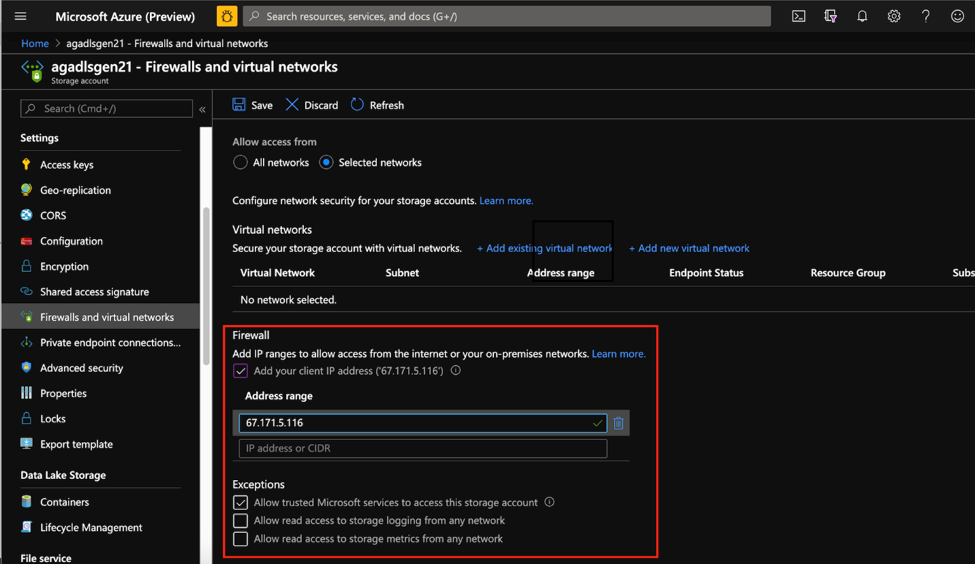 Microsoft Azure (Preview)
Search resources, services, and docs (G+/)
Home > agadlsgen21 - Firewalls and virtual networks
agadlsgen21 - Firewalls and virtual networks
Storage account
Search (Cmd+/)
«
Settings
Access keys
Geo-replication
CORS
Configuration
Encryption
Shared access signature
Firewalls and virtual networks
Private endpoint connections...
Advanced security
Properties
Locks
Export template
Data Lake Storage
Containers
Lifecycle Management
File service
Save Discard Refresh
Allow access from
All networks Selected networks
Configure network security for your storage accounts. Learn more.
Virtual networks
Secure your storage account with virtual networks. + Add existing virtual network + Add new virtual network
Virtual Network Subnet Address range Endpoint Status Resource Group Subs
No network selected.
Firewall
Add IP ranges to allow access from the internet or your on-premises networks. Learn more.
Add your client IP address ('67.171.5.116')
Address range
67.171.5.116
IP address or CIDR
Exceptions
Allow trusted Microsoft services to access this storage account
Allow read access to storage logging from any network
Allow read access to storage metrics from any network